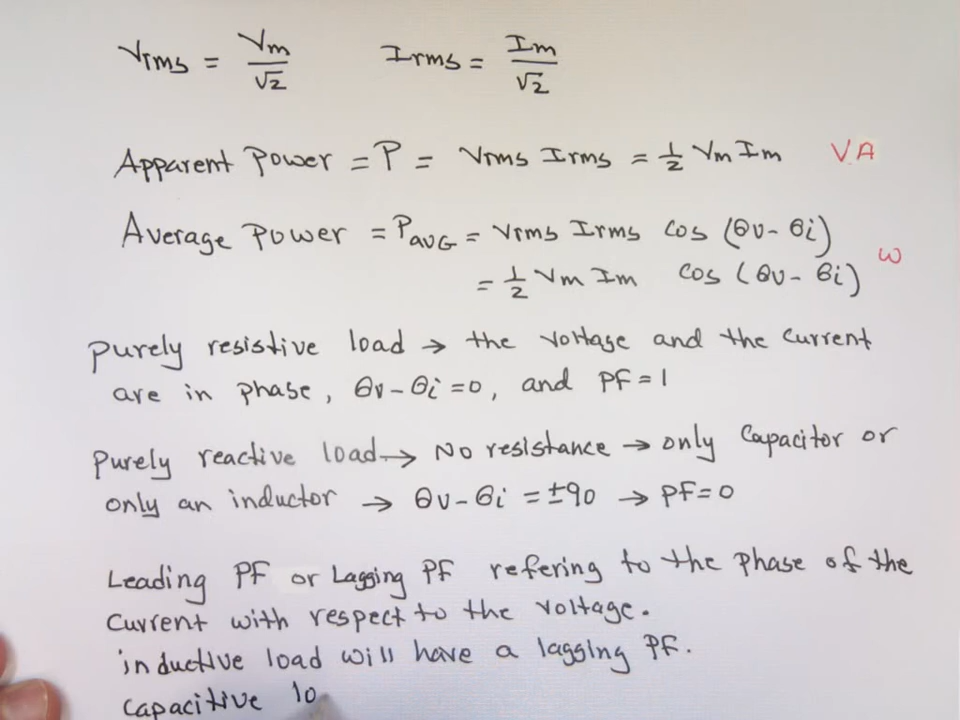 Vrms = Vm/√2 Irms = Im/√2
Apparent Power = P = Vrms Irms = 1/2 Vm Im VA
Average Power = PAVG = Vrms Irms cos (θv - θi)
= 1/2 Vm Im cos (θv - θi) W
Purely resistive load → the voltage and the current
are in phase, θv - θi = 0, and PF = 1
Purely reactive load → No resistance → only capacitor or
only an inductor → θv - θi = ±90 → PF = 0
Leading PF or Lagging PF refering to the phase of the
current with respect to the voltage.
inductive load will have a lagging PF.
capacitive lo